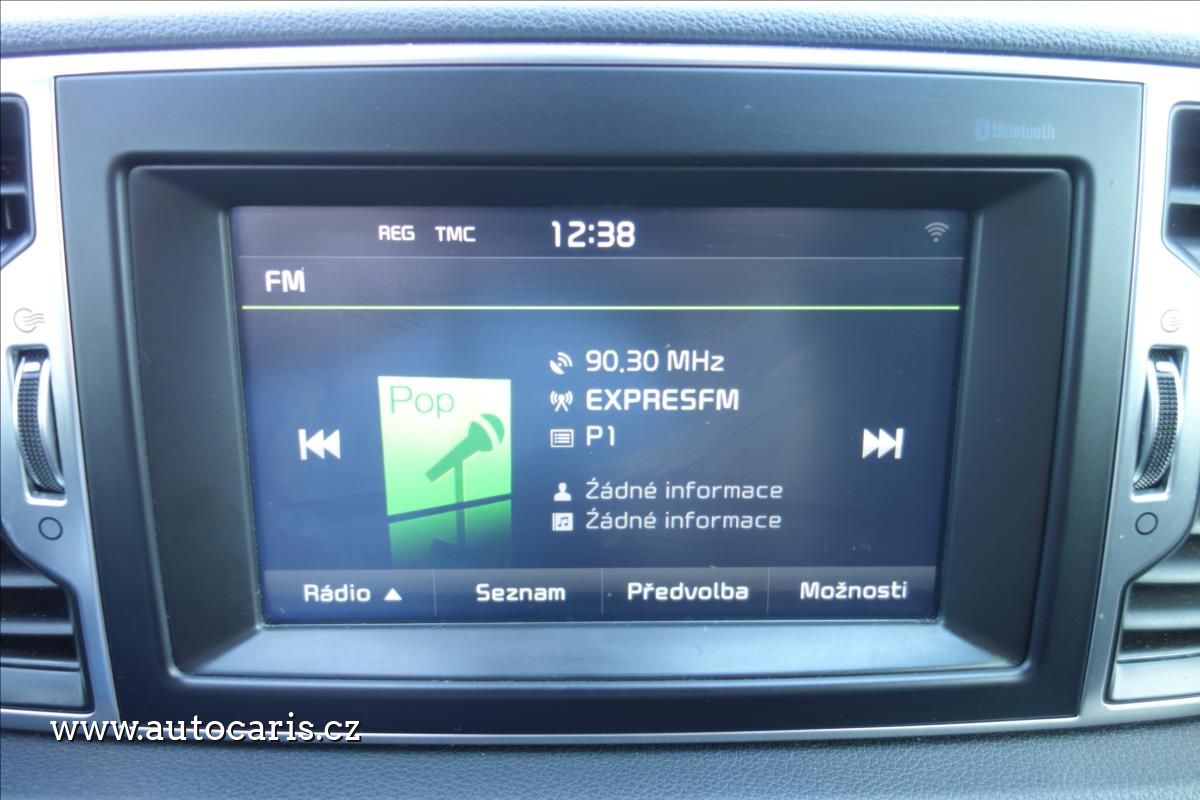 Bluetooth
REG TMC 12:38
FM
90.30 MHz
Pop
EXPRESFM
P1
Žádné informace
Žádné informace
Rádio Seznam Předvolba Možnosti
www.autocaris.cz